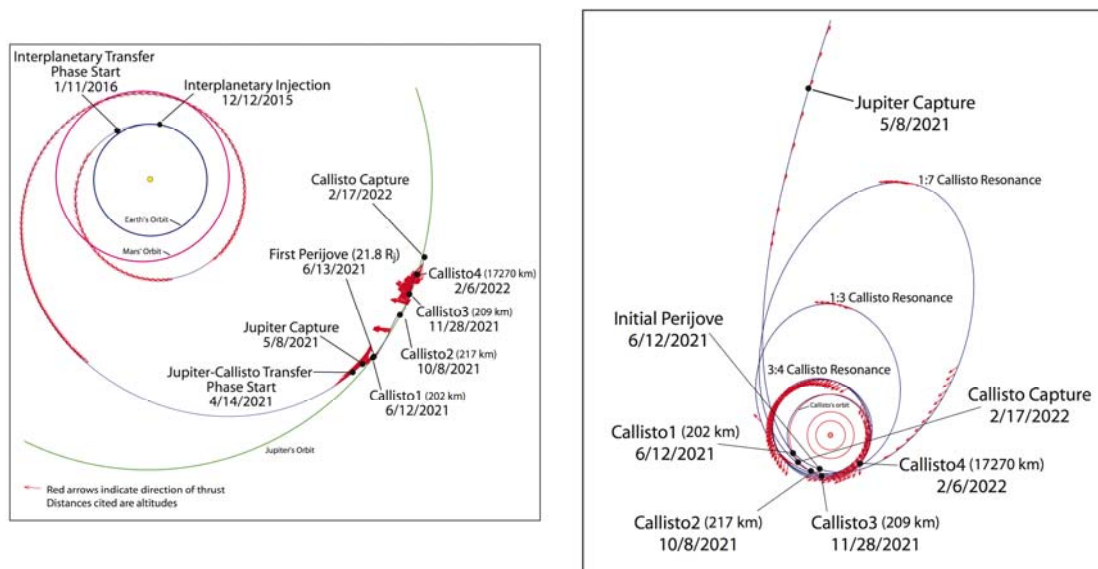 Interplanetary Transfer
Phase Start
1/11/2016
Interplanetary Injection
12/12/2015
Earth's Orbit
Mars' Orbit
Callisto Capture
2/17/2022
First Perijove (21.8 Rj)
6/13/2021
Callisto4 (17270 km)
2/6/2022
Callisto3 (209 km)
11/28/2021
Jupiter Capture
5/8/2021
Callisto2 (217 km)
10/8/2021
Jupiter-Callisto Transfer
Phase Start
4/14/2021
Callisto1 (202 km)
6/12/2021
Jupiter's Orbit
Red arrows indicate direction of thrust
Distances cited are altitudes
Jupiter Capture
5/8/2021
1:7 Callisto Resonance
1:3 Callisto Resonance
Initial Perijove
6/12/2021
3:4 Callisto Resonance
Callisto's orbit
Callisto Capture
2/17/2022
Callisto1 (202 km)
6/12/2021
Callisto4 (17270 km)
2/6/2022
Callisto2 (217 km)
10/8/2021
Callisto3 (209 km)
11/28/2021